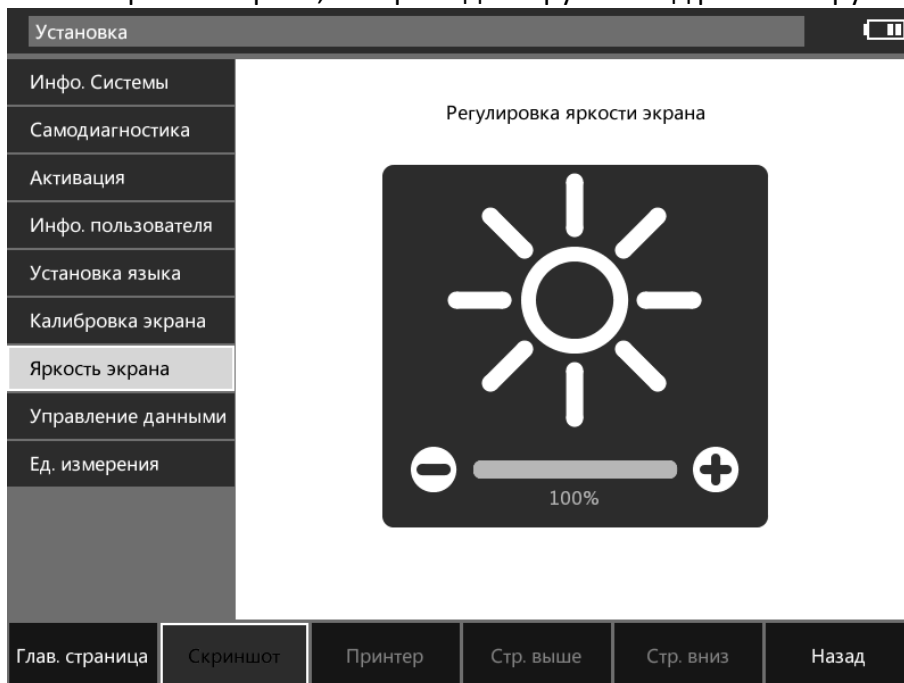 Установка
Инфо. Системы
Самодиагностика
Активация
Инфо. пользователя
Установка языка
Калибровка экрана
Яркость экрана
Управление данными
Ед. измерения
Регулировка яркости экрана
100%
Глав. страница
Скриншот
Принтер
Стр. выше
Стр. вниз
Назад